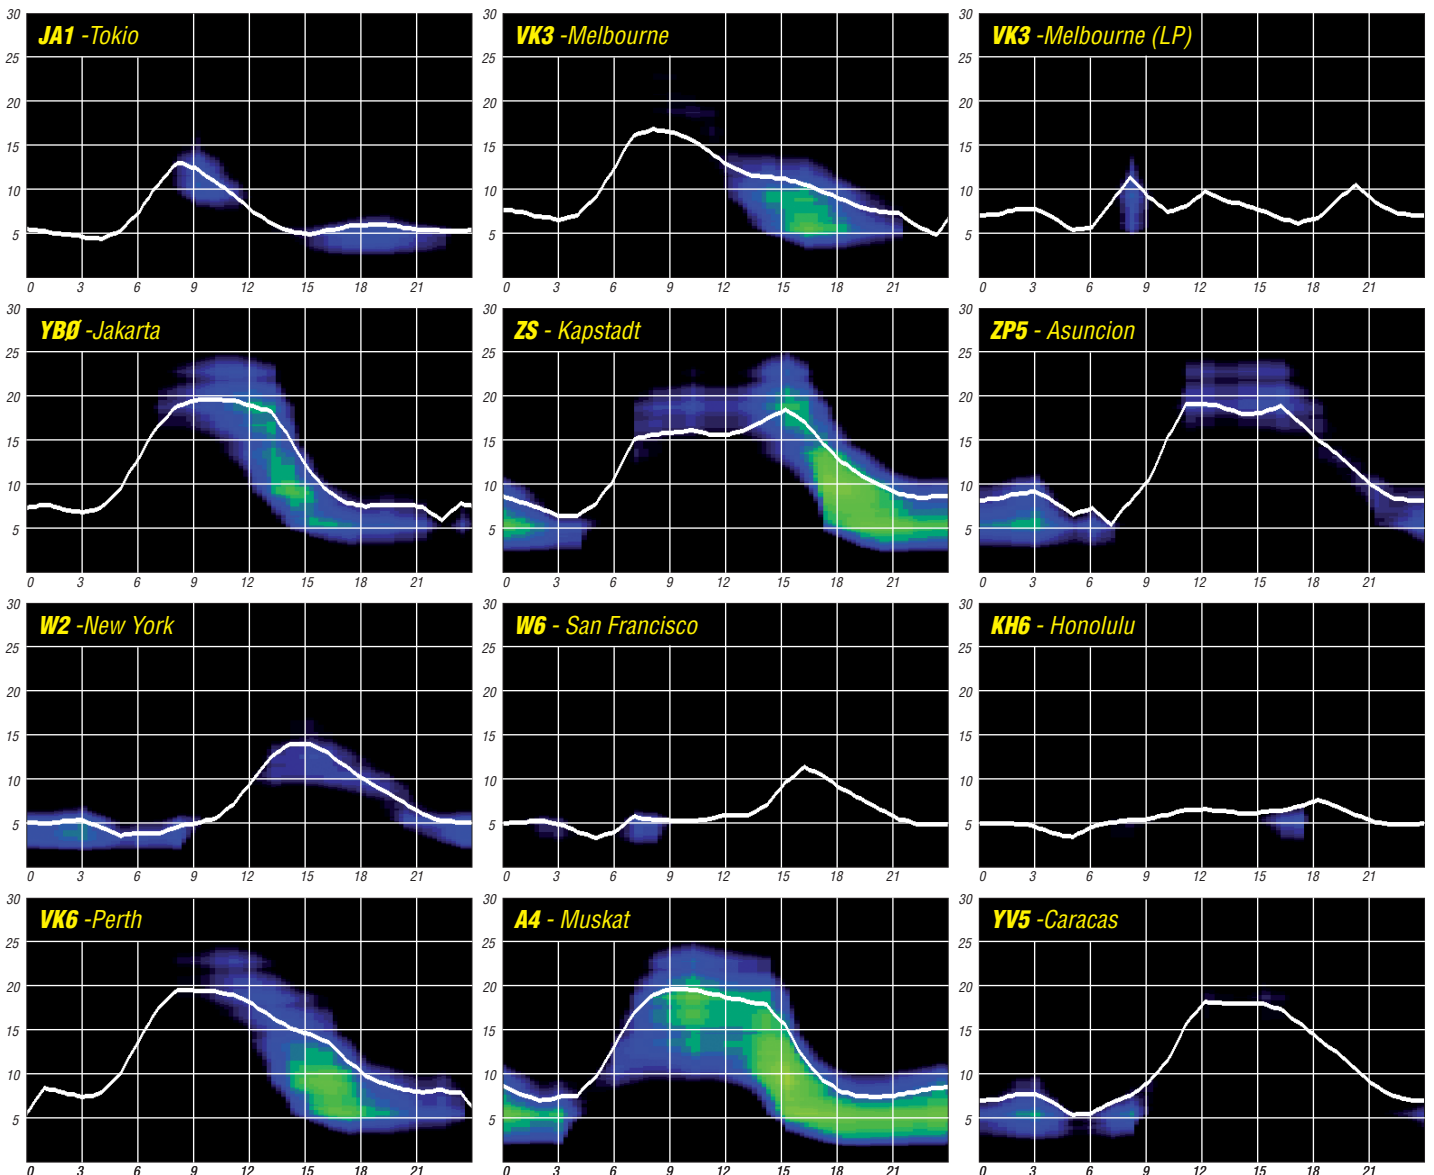 30 JA1 -Tokio 30 VK3 -Melbourne 30 VK3 -Melbourne (LP)
25 25 25
20 20 20
15 15 15
10 10 10
5 5 5
0 3 6 9 12 15 18 21 0 3 6 9 12 15 18 21 0 3 6 9 12 15 18 21
30 YBØ -Jakarta 30 ZS - Kapstadt 30 ZP5 - Asuncion
25 25 25
20 20 20
15 15 15
10 10 10
5 5 5
0 3 6 9 12 15 18 21 0 3 6 9 12 15 18 21 0 3 6 9 12 15 18 21
30 W2 -New York 30 W6 - San Francisco 30 KH6 - Honolulu
25 25 25
20 20 20
15 15 15
10 10 10
5 5 5
0 3 6 9 12 15 18 21 0 3 6 9 12 15 18 21 0 3 6 9 12 15 18 21
30 VK6 -Perth 30 A4 - Muskat 30 YV5 -Caracas
25 25 25
20 20 20
15 15 15
10 10 10
5 5 5
0 3 6 9 12 15 18 21 0 3 6 9 12 15 18 21 0 3 6 9 12 15 18 21